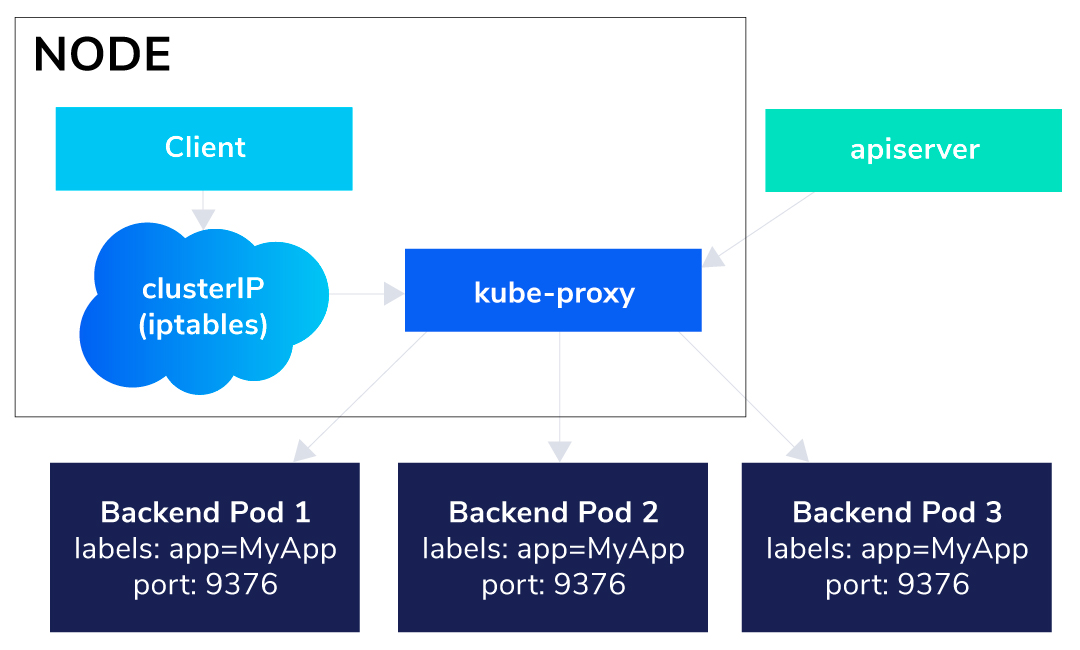 NODE
Client
apiserver
clusterIP
(iptables)
kube-proxy
Backend Pod 1
labels: app=MyApp
port: 9376
Backend Pod 2
labels: app=MyApp
port: 9376
Backend Pod 3
labels: app=MyApp
port: 9376